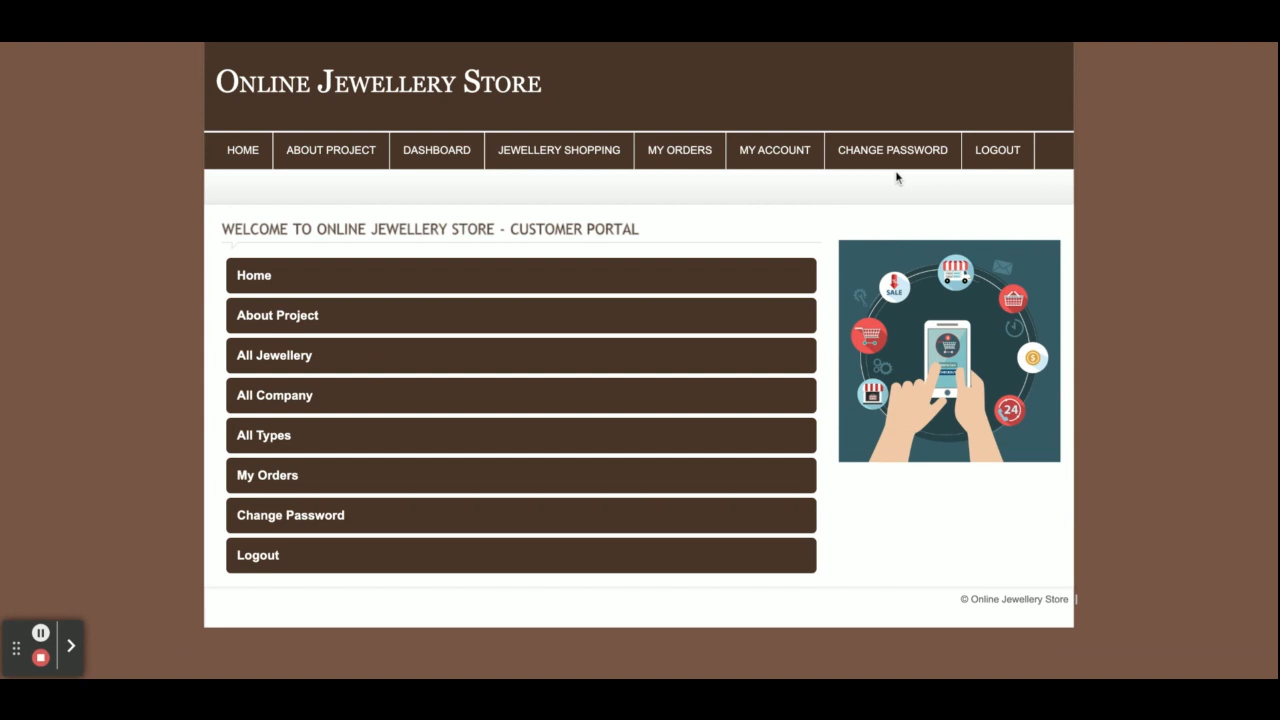 Online Jewellery Store
HOME ABOUT PROJECT DASHBOARD JEWELLERY SHOPPING MY ORDERS MY ACCOUNT CHANGE PASSWORD LOGOUT
WELCOME TO ONLINE JEWELLERY STORE - CUSTOMER PORTAL
Home
About Project
All Jewellery
All Company
All Types
My Orders
Change Password
Logout
SALE
24
© Online Jewellery Store |